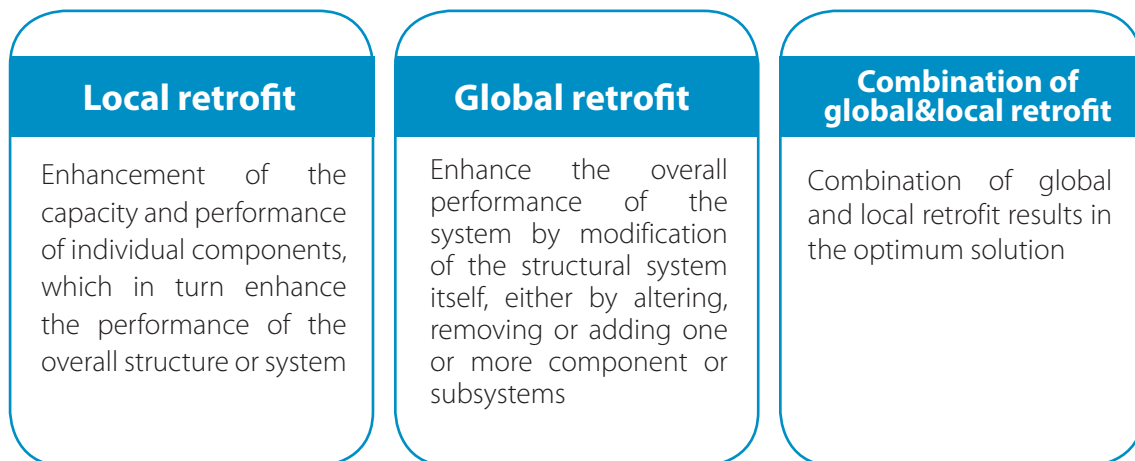 Local retrofit
Enhancement of the
capacity and performance
of individual components,
which in turn enhance
the performance of the
overall structure or system
Global retrofit
Enhance the overall
performance of the
system by modification
of the structural system
itself, either by altering,
removing or adding one
or more component or
subsystems
Combination of
global&local retrofit
Combination of global
and local retrofit results in
the optimum solution